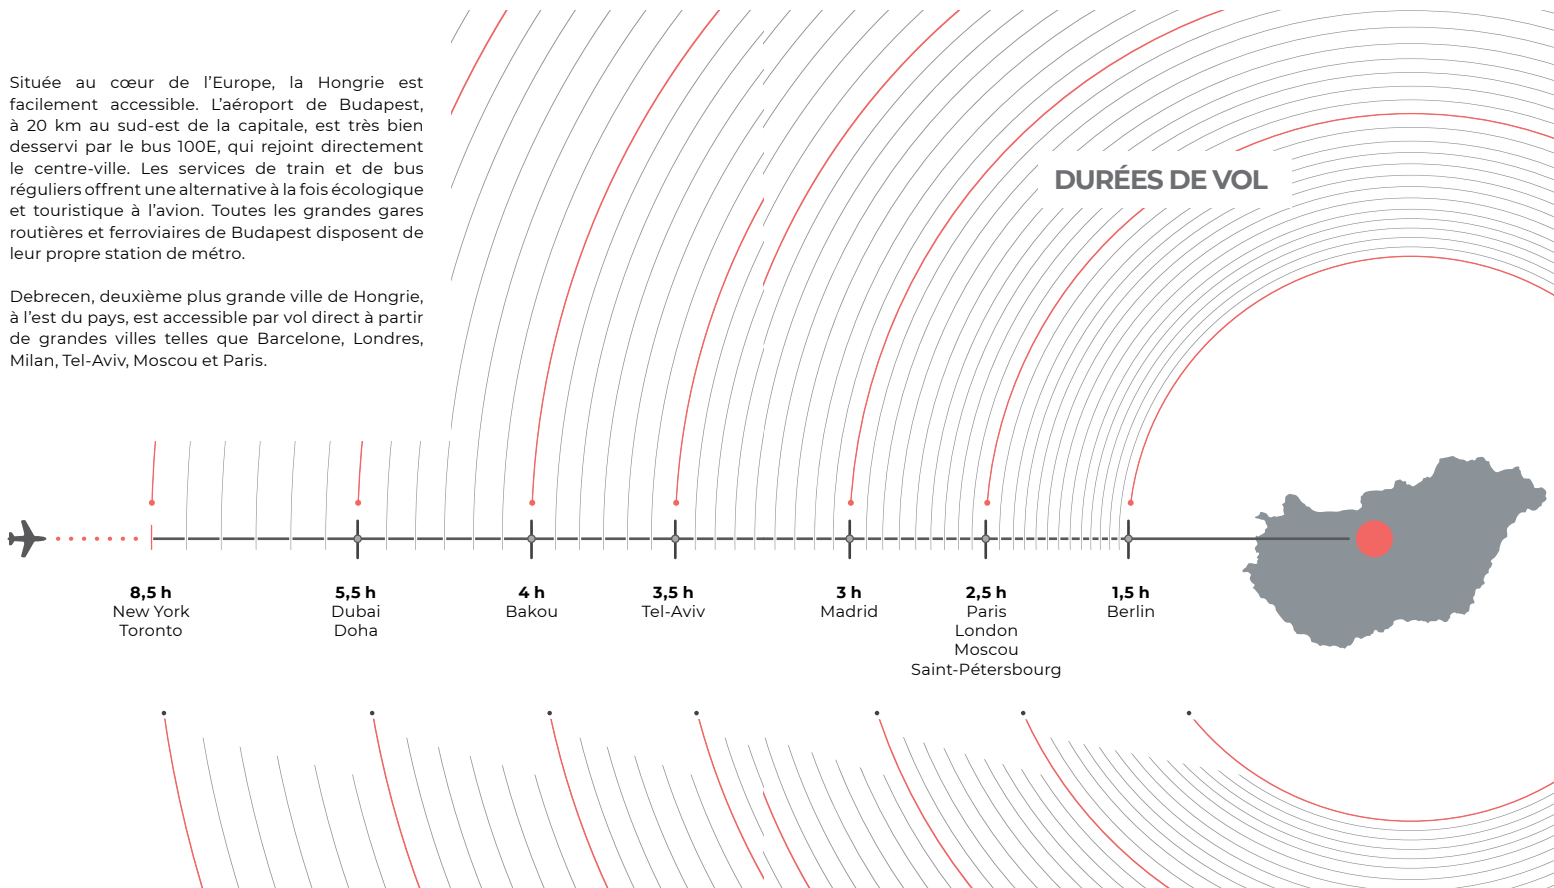 Située au cœur de l’Europe, la Hongrie est
facilement accessible. L’aéroport de Budapest,
à 20 km au sud-est de la capitale, est très bien
desservi par le bus 100E, qui rejoint directement
le centre-ville. Les services de train et de bus
réguliers offrent une alternative à la fois écologique
et touristique à l’avion. Toutes les grandes gares
routières et ferroviaires de Budapest disposent de
leur propre station de métro.
Debrecen, deuxième plus grande ville de Hongrie,
à l’est du pays, est accessible par vol direct à partir
de grandes villes telles que Barcelone, Londres,
Milan, Tel-Aviv, Moscou et Paris.
DURÉES DE VOL
8,5 h
New York
Toronto
5,5 h
Dubai
Doha
4 h
Bakou
3,5 h
Tel-Aviv
3 h
Madrid
2,5 h
Paris
London
Moscou
Saint-Pétersbourg
1,5 h
Berlin